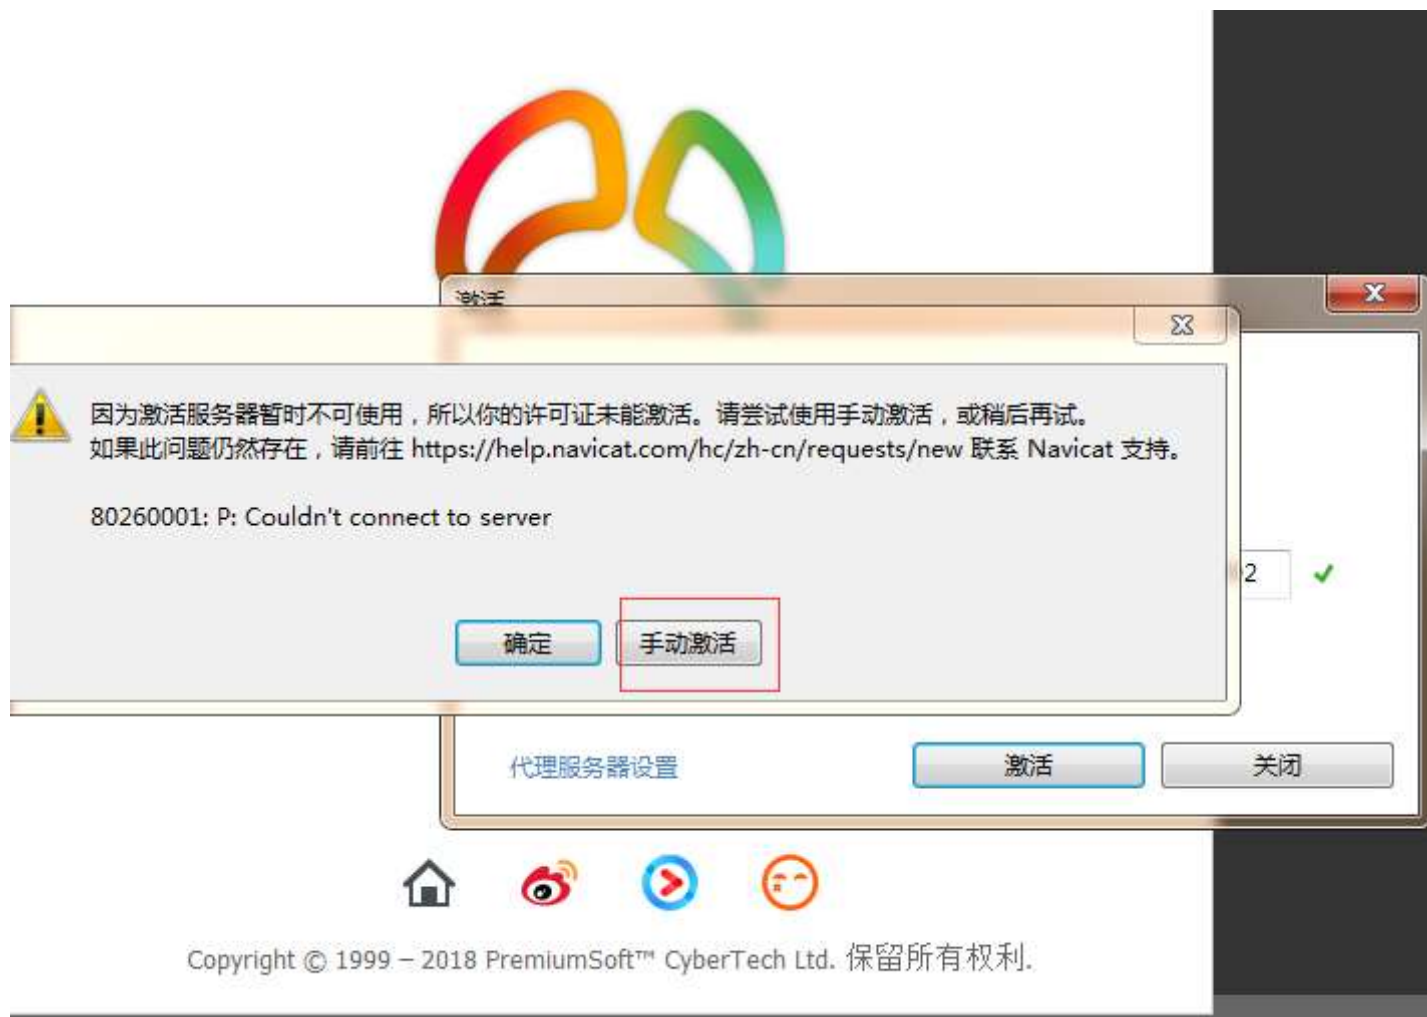 激活
因为激活服务器暂时不可使用，所以你的许可证未能激活。请尝试使用手动激活，或稍后再试。
如果此问题仍然存在，请前往 https://help.navicat.com/hc/zh-cn/requests/new 联系 Navicat 支持。
80260001: P: Couldn't connect to server
2
确定
手动激活
代理服务器设置
激活
关闭
Copyright © 1999 – 2018 PremiumSoft™ CyberTech Ltd. 保留所有权利.